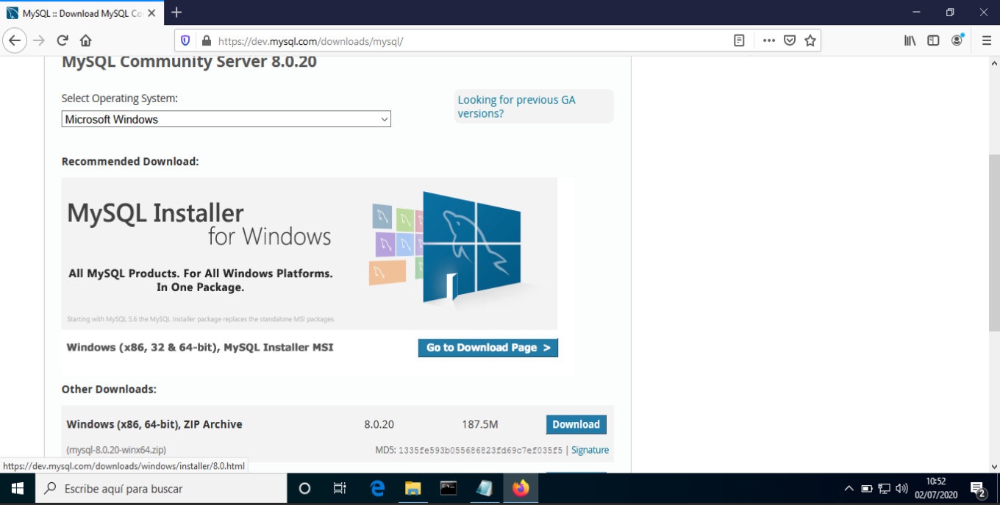 MySQL :: Download MySQL Co
https://dev.mysql.com/downloads/mysql/
MySQL Community Server 8.0.20
Select Operating System:
Microsoft Windows
Looking for previous GA
versions?
Recommended Download:
MySQL Installer
for Windows
All MySQL Products. For All Windows Platforms.
In One Package.
Starting with MySQL 5.6 the MySQL Installer package replaces the standalone MSI packages.
Windows (x86, 32 & 64-bit), MySQL Installer MSI
Go to Download Page >
Other Downloads:
Windows (x86, 64-bit), ZIP Archive 8.0.20 187.5M Download
(mysql-8.0.20-winx64.zip) MD5: 1335fe593b055686823fd69c7ef035f5 | Signature
https://dev.mysql.com/downloads/windows/installer/8.0.html
Escribe aquí para buscar
10:52
02/07/2020
2